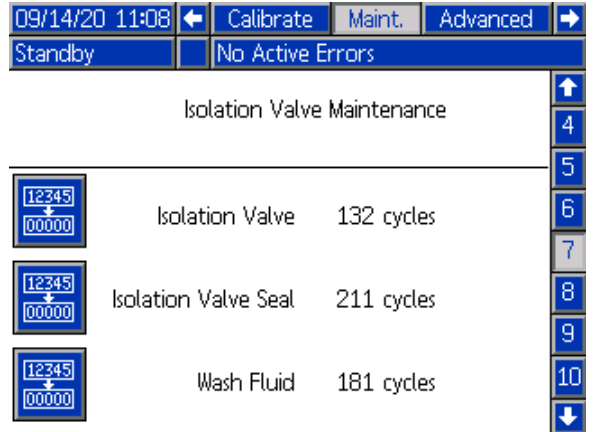 09/14/20 11:08 Calibrate Maint. Advanced
Standby No Active Errors
Isolation Valve Maintenance
4
5
12345
00000
Isolation Valve 132 cycles
6
7
12345
00000
Isolation Valve Seal 211 cycles
8
9
12345
00000
Wash Fluid 181 cycles
10